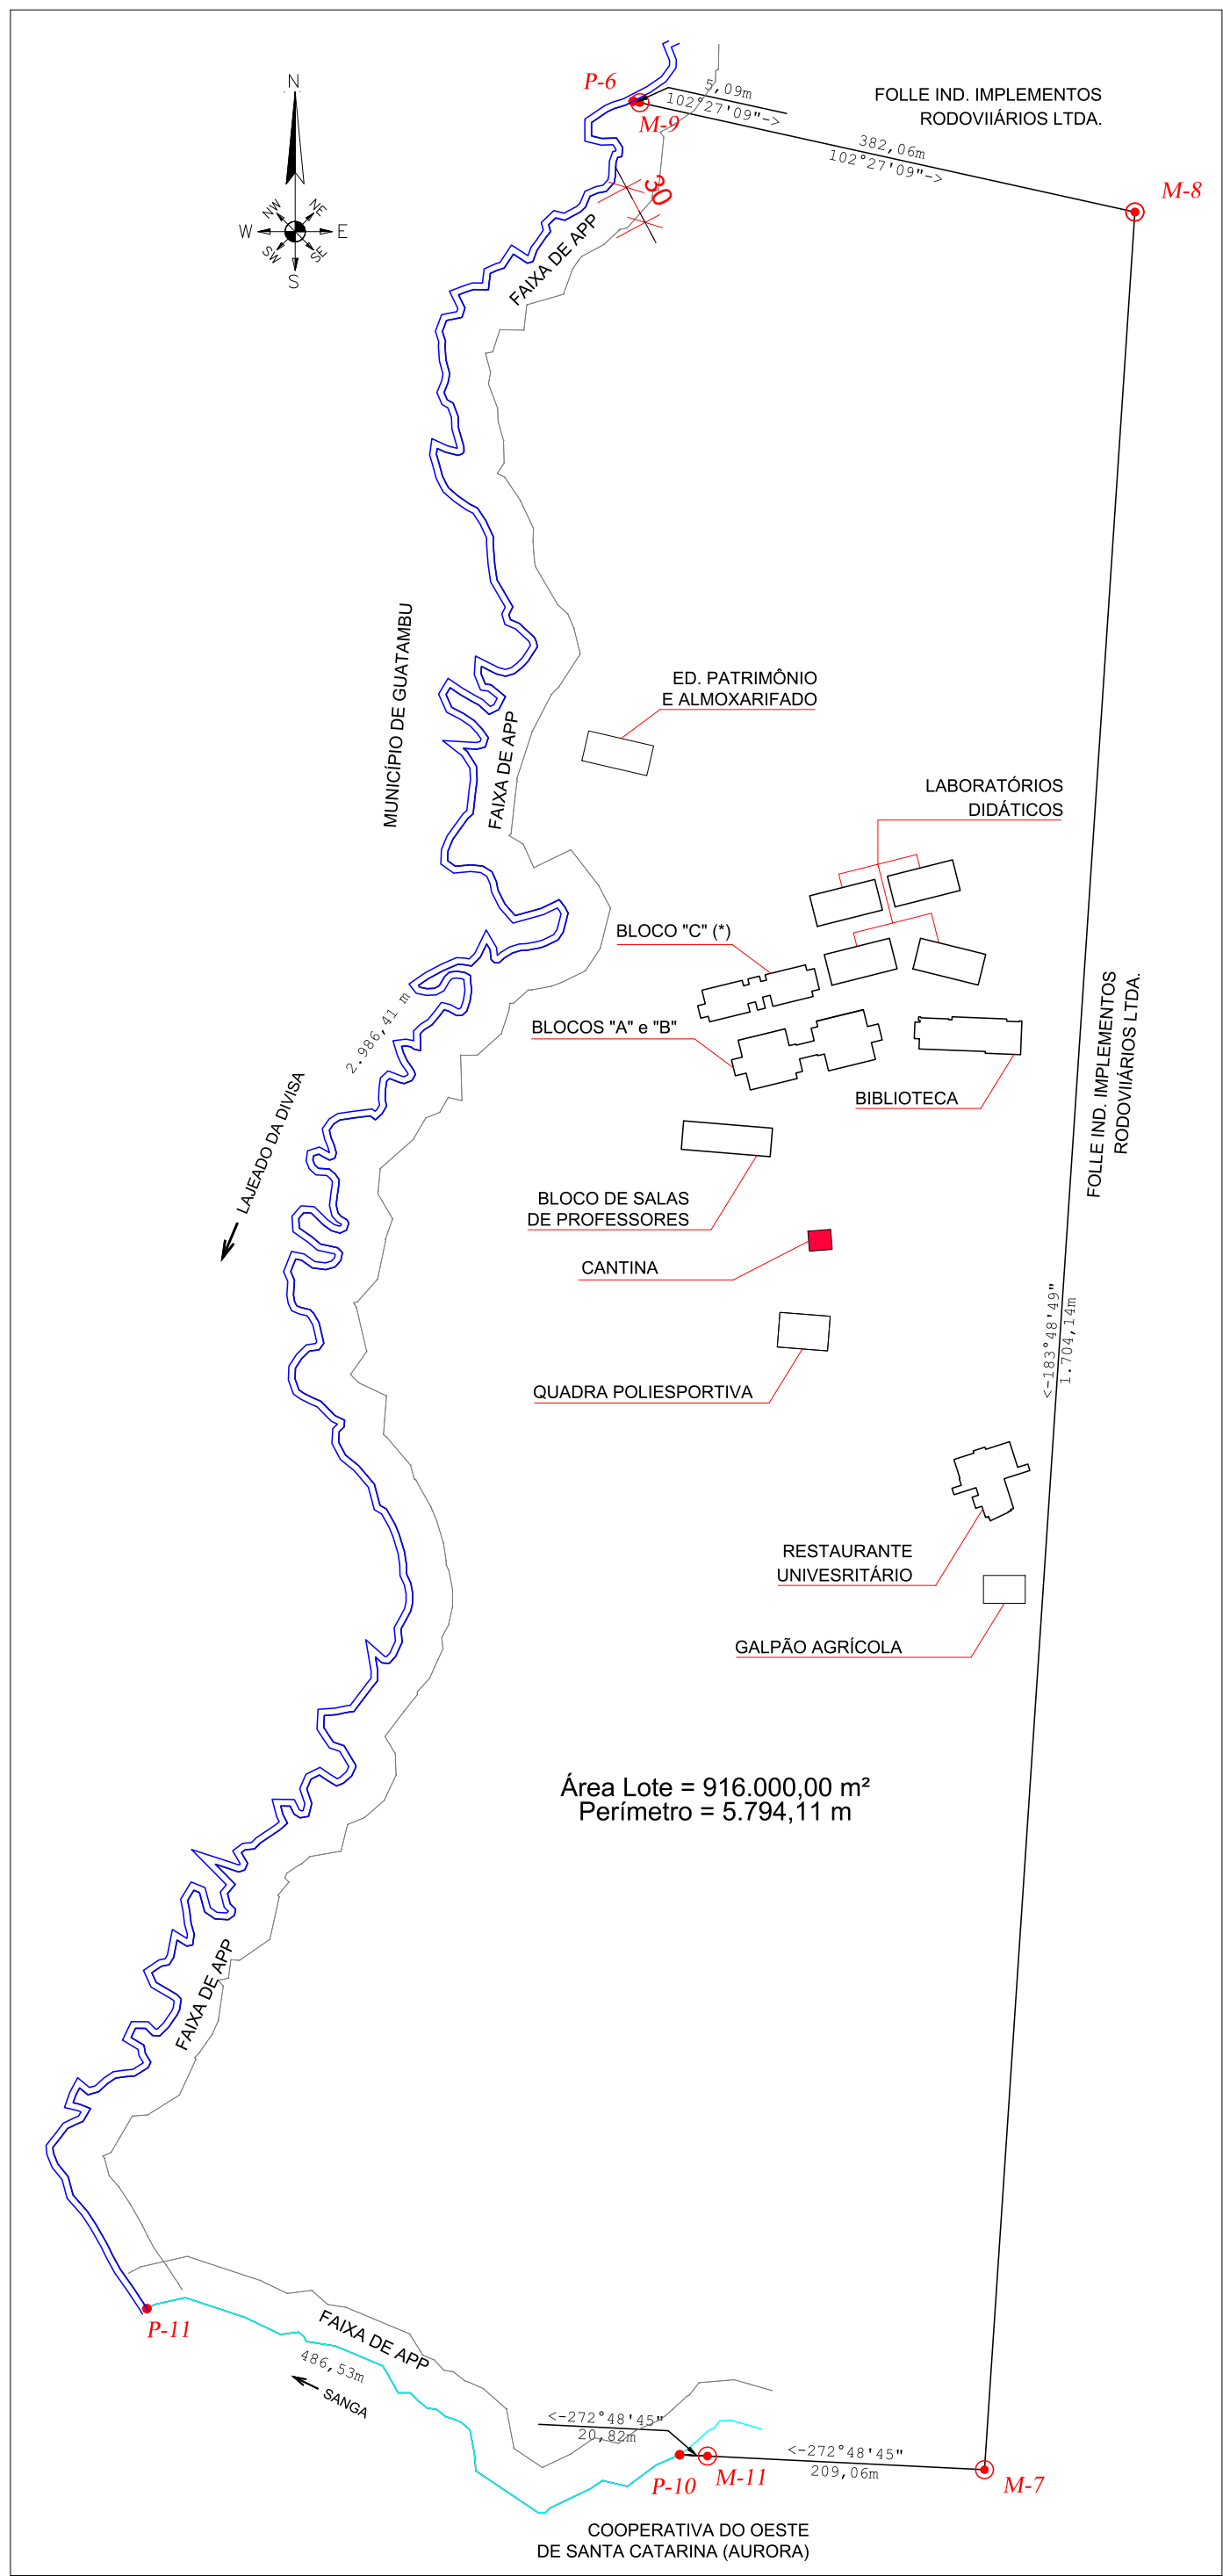 N
NW
NE
W
E
SW
SE
S
P-6
M-9
5,09m
102°27'09"->
FOLLE IND. IMPLEMENTOS
RODOVIIÁRIOS LTDA.
382,06m
102°27'09"->
M-8
30
FAIXA DE APP
MUNICÍPIO DE GUATAMBU
FAIXA DE APP
ED. PATRIMÔNIO
E ALMOXARIFADO
LABORATÓRIOS
DIDÁTICOS
BLOCO "C" (*)
BLOCOS "A" e "B"
BIBLIOTECA
FOLLE IND. IMPLEMENTOS
RODOVIIÁRIOS LTDA.
2.986,41 m
LAJEADO DA DIVISA
BLOCO DE SALAS
DE PROFESSORES
CANTINA
<-183°48'49"
1.704,14m
QUADRA POLIESPORTIVA
RESTAURANTE
UNIVESRITÁRIO
GALPÃO AGRÍCOLA
Área Lote = 916.000,00 m²
Perímetro = 5.794,11 m
FAIXA DE APP
P-11
FAIXA DE APP
486,53m
SANGA
<-272°48'45"
20,82m
P-10
M-11
<-272°48'45"
209,06m
M-7
COOPERATIVA DO OESTE
DE SANTA CATARINA (AURORA)